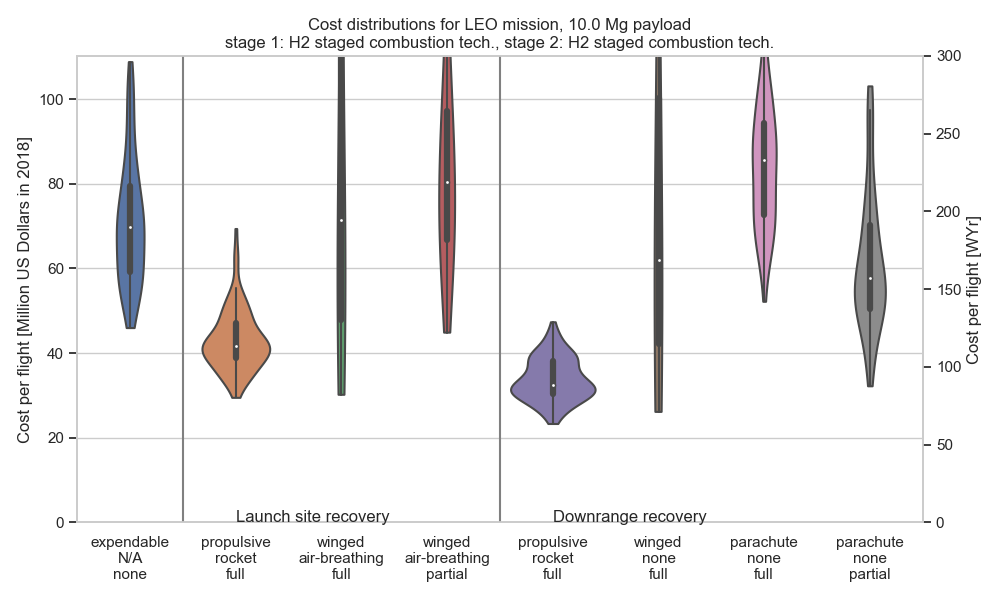 Cost distributions for LEO mission, 10.0 Mg payload
stage 1: H2 staged combustion tech., stage 2: H2 staged combustion tech.
Cost per flight [Million US Dollars in 2018]
100
80
60
40
20
0
300
250
200
150
100
50
0
Cost per flight [WYr]
Launch site recovery
Downrange recovery
expendable
N/A
none
propulsive
rocket
full
winged
air-breathing
full
winged
air-breathing
partial
propulsive
rocket
full
winged
none
full
parachute
none
full
parachute
none
partial